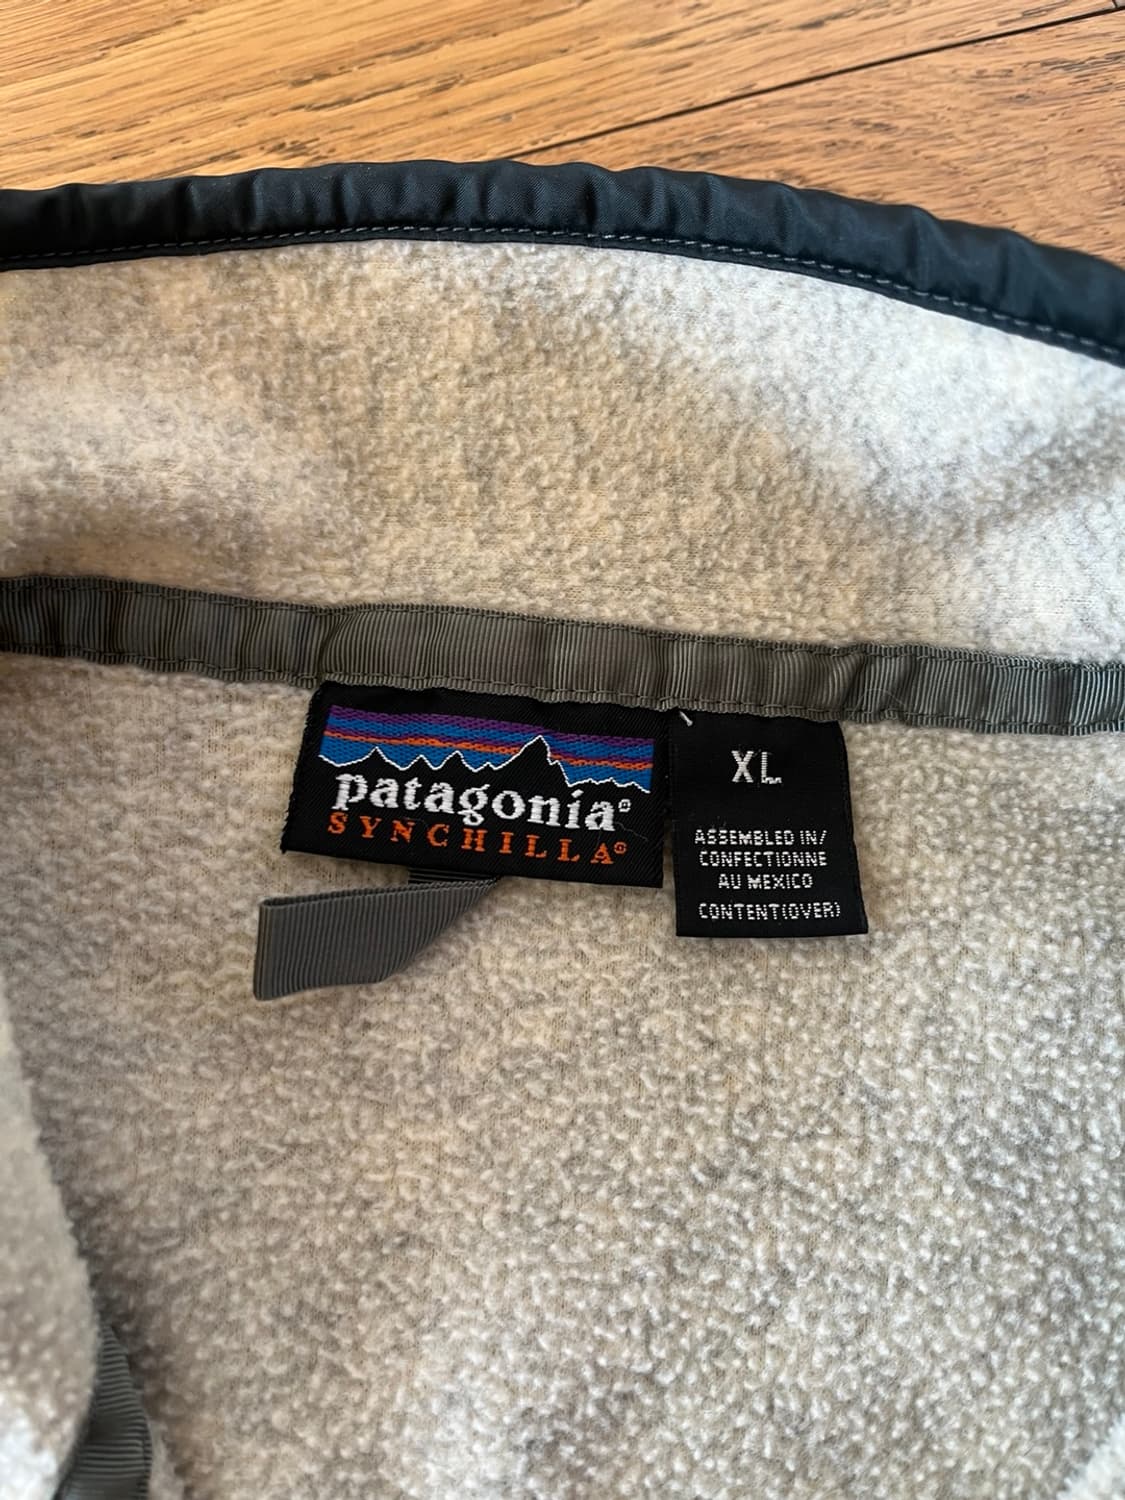 patagonia®
SYNCHILLA®
XL
ASSEMBLED IN/
CONFECTIONNE
AU MEXICO
CONTENT(OVER)